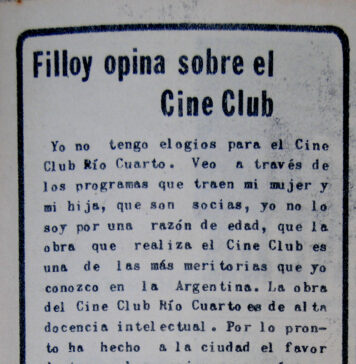 Filloy opina sobre el
Cine Club
Yo no tengo elogios para el Cine
Club Río Cuarto. Veo a través de
los programas que traen mi mujer y
mi hija, que son socias, yo no lo
soy por una razón de edad, que la
obra que realiza el Cine Club es
una de las más meritorias que yo
conozco en la Argentina. La obra
del Cine Club Río Cuarto es de alta
docencia intelectual. Por lo pron-
to ha hecho a la ciudad el favor